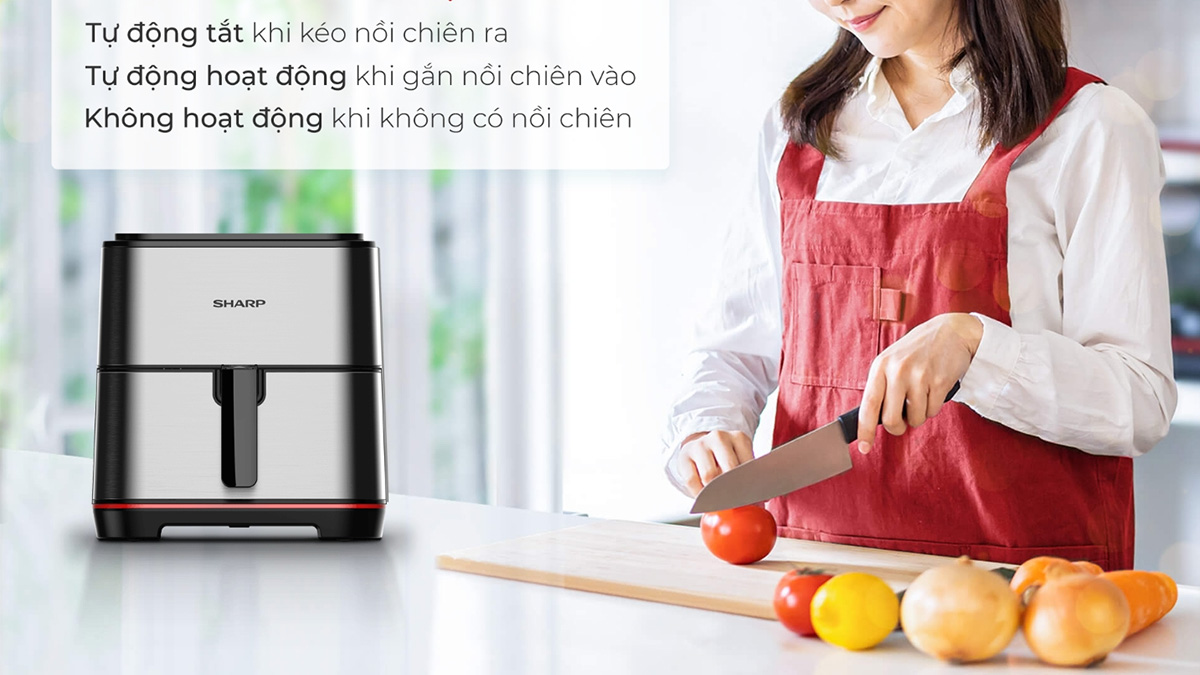 Tự động tắt khi kéo nồi chiên ra
Tự động hoạt động khi gắn nồi chiên vào
Không hoạt động khi không có nồi chiên
SHARP